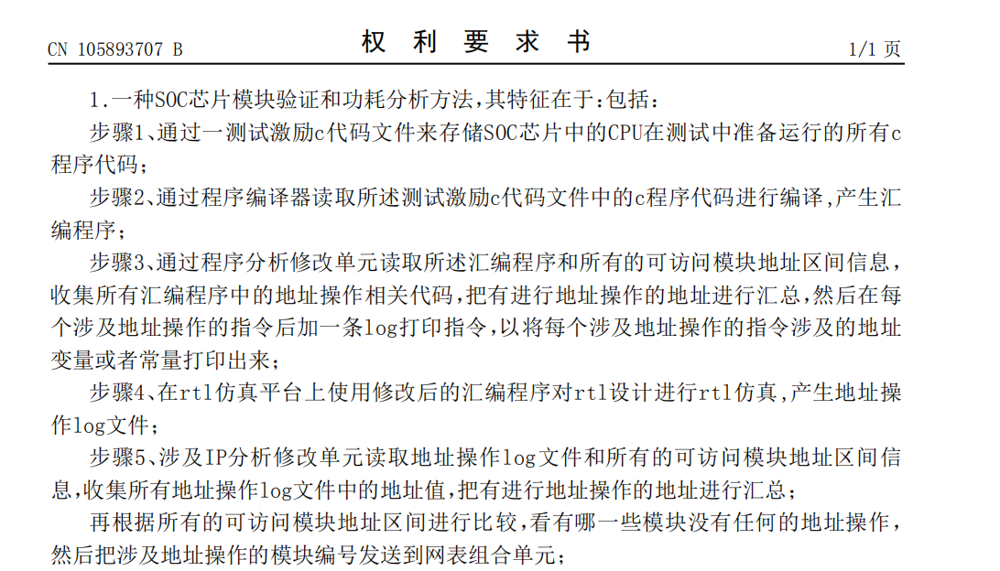 CN 105893707 B
权利要求书
1/1 页
1.一种SOC芯片模块验证和功耗分析方法,其特征在于:包括:
步骤1、通过一测试激励c代码文件来存储SOC芯片中的CPU在测试中准备运行的所有c
程序代码;
步骤2、通过程序编译器读取所述测试激励c代码文件中的c程序代码进行编译,产生汇
编程序;
步骤3、通过程序分析修改单元读取所述汇编程序和所有的可访问模块地址区间信息,
收集所有汇编程序中的地址操作相关代码,把有进行地址操作的地址进行汇总,然后在每
个涉及地址操作的指令后加一条log打印指令,以将每个涉及地址操作的指令涉及的地址
变量或者常量打印出来;
步骤4、在rtl仿真平台上使用修改后的汇编程序对rtl设计进行rtl仿真,产生地址操
作log文件;
步骤5、涉及IP分析修改单元读取地址操作log文件和所有的可访问模块地址区间信
息,收集所有地址操作log文件中的地址值,把有进行地址操作的地址进行汇总;
再根据所有的可访问模块地址区间进行比较,看有哪一些模块没有任何的地址操作,
然后把涉及地址操作的模块编号发送到网表组合单元;